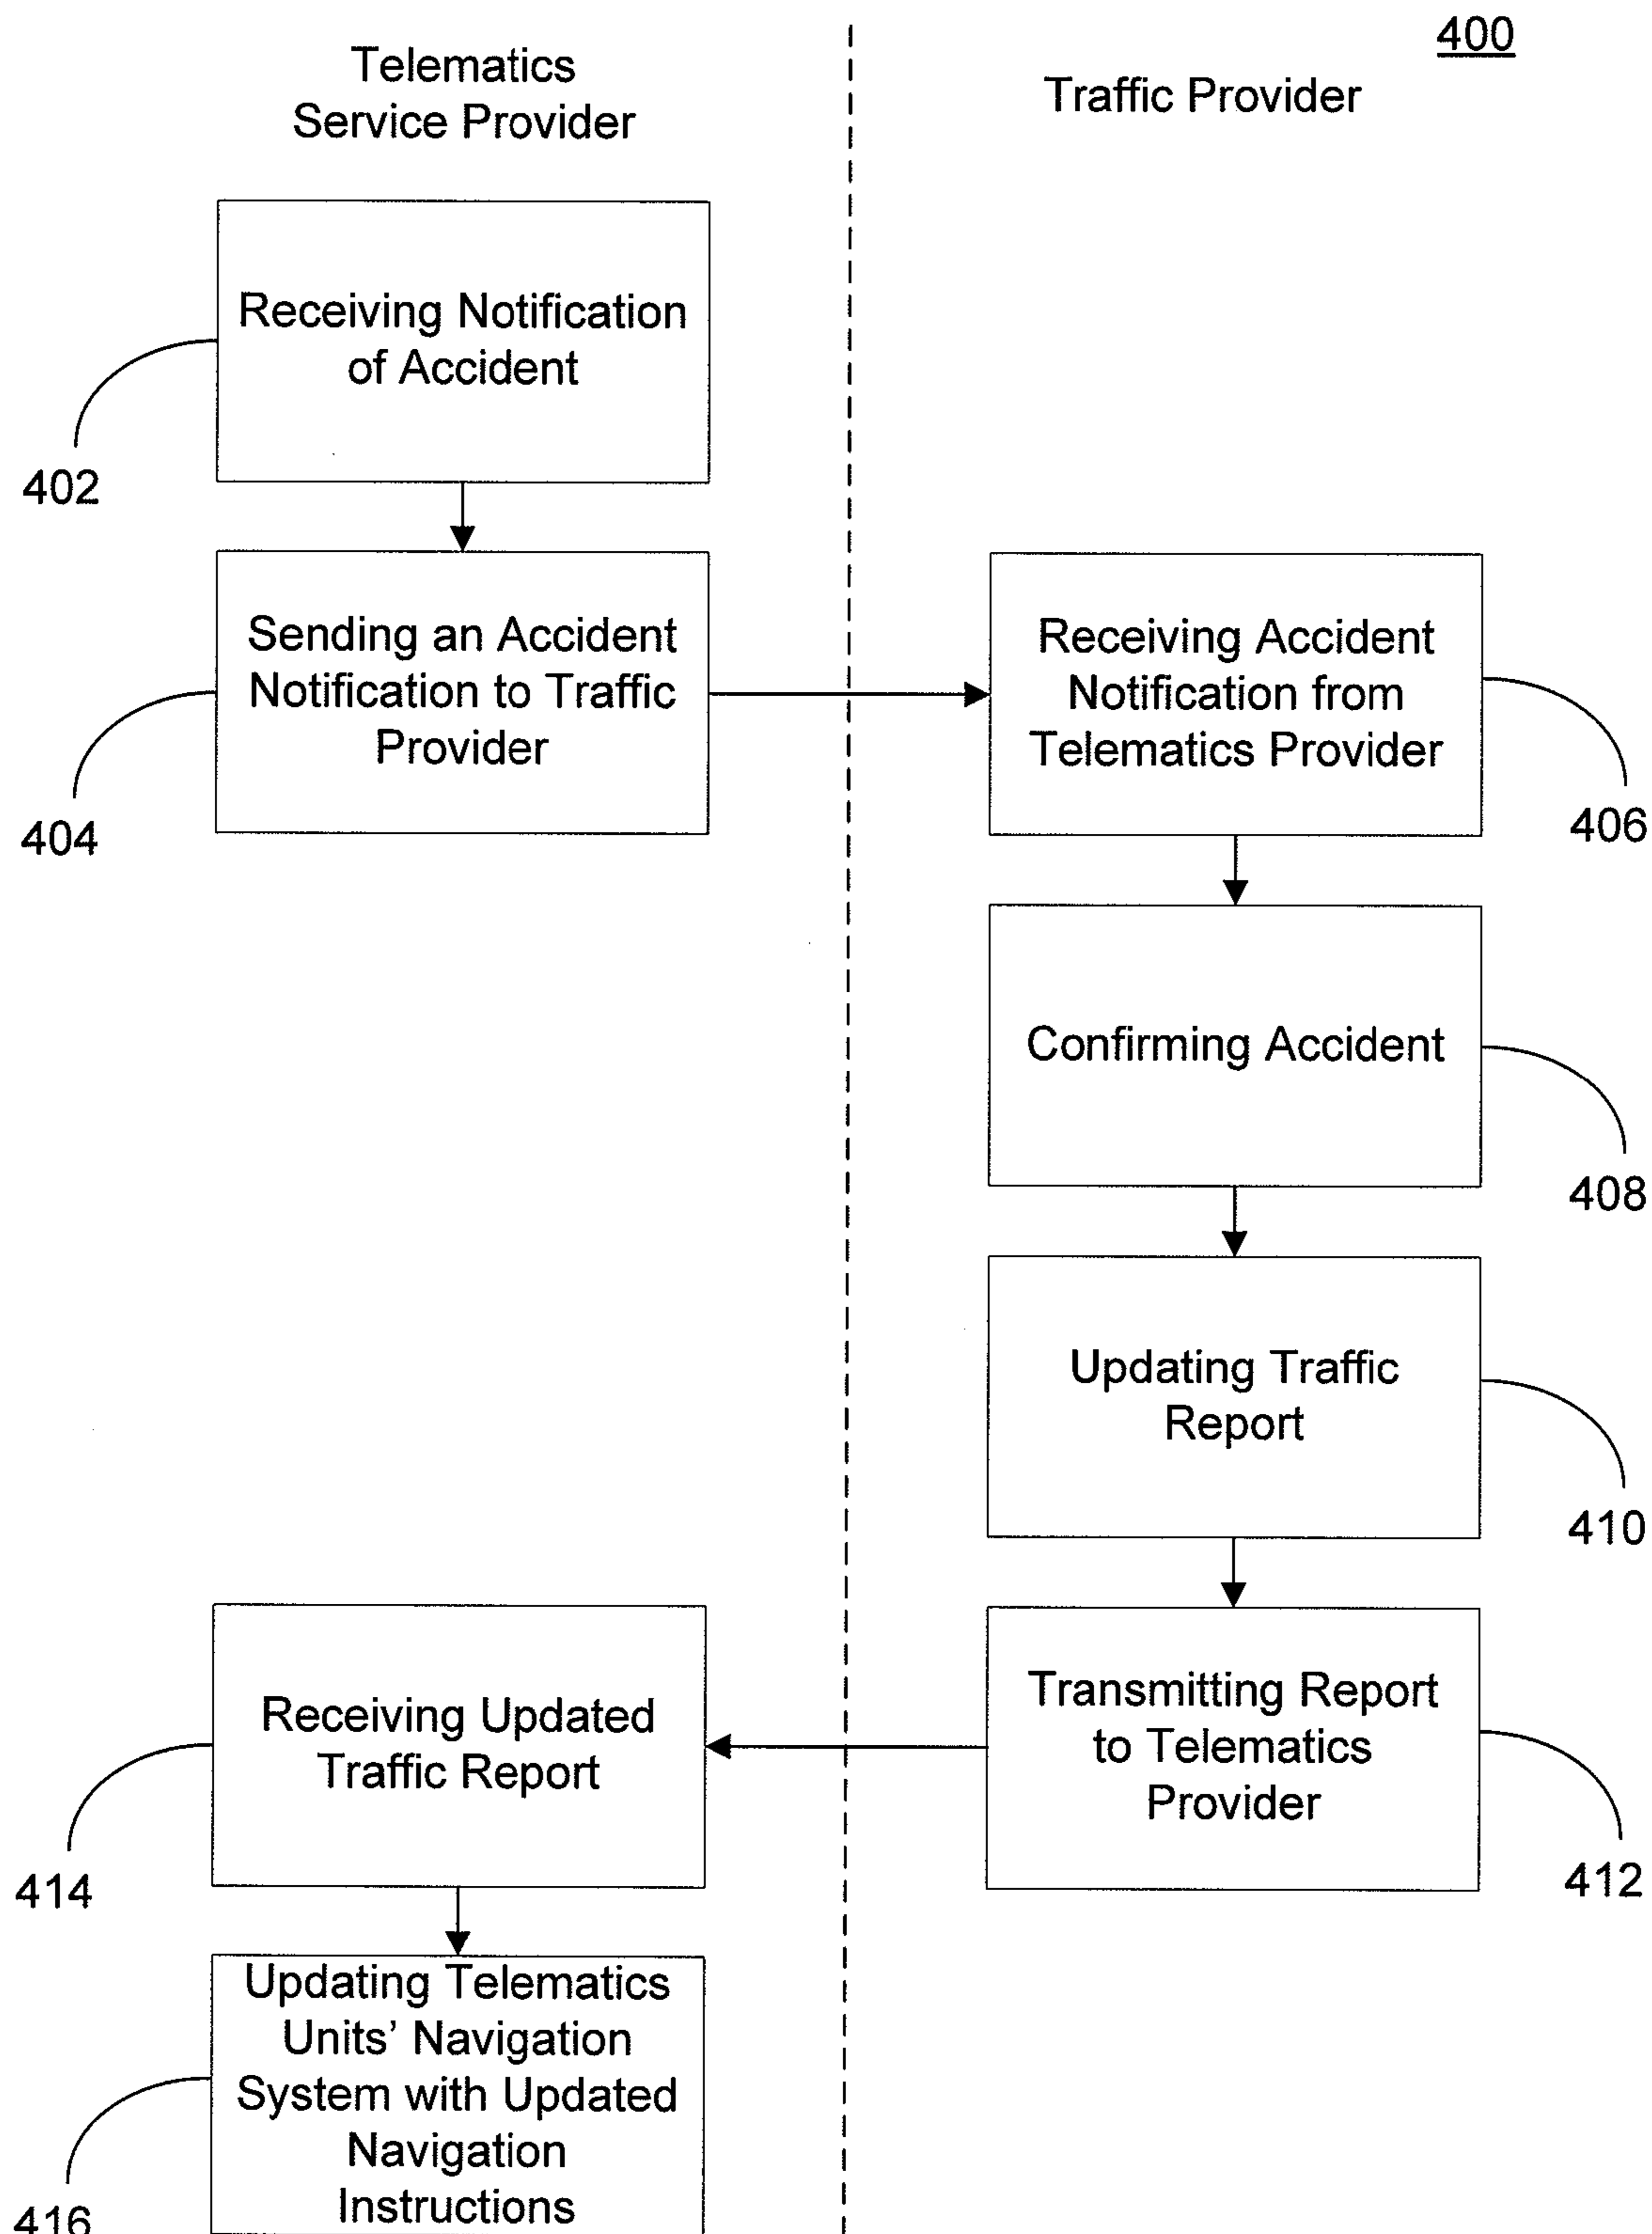 400
Telematics
Service Provider
Traffic Provider
Receiving Notification
of Accident
402
Sending an Accident
Notification to Traffic
Provider
404
Receiving Accident
Notification from
Telematics Provider
406
Confirming Accident
408
Updating Traffic
Report
410
Transmitting Report
to Telematics
Provider
412
Receiving Updated
Traffic Report
414
Updating Telematics
Units’ Navigation
System with Updated
Navigation
Instructions
416